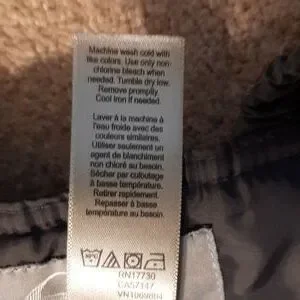 Machine wash cold with
like colors. Use only non-
chlorine bleach when
needed. Tumble dry low.
Remove promptly.
Cool iron if needed.
Laver à la machine à
l'eau froide avec des
couleurs similaires.
Utiliser seulement un
agent de blanchiment
non chloré au besoin.
Sécher par culbutage
à basse température.
Retirer rapidement.
Repasser à basse
température au besoin.
RN17730
CA57147